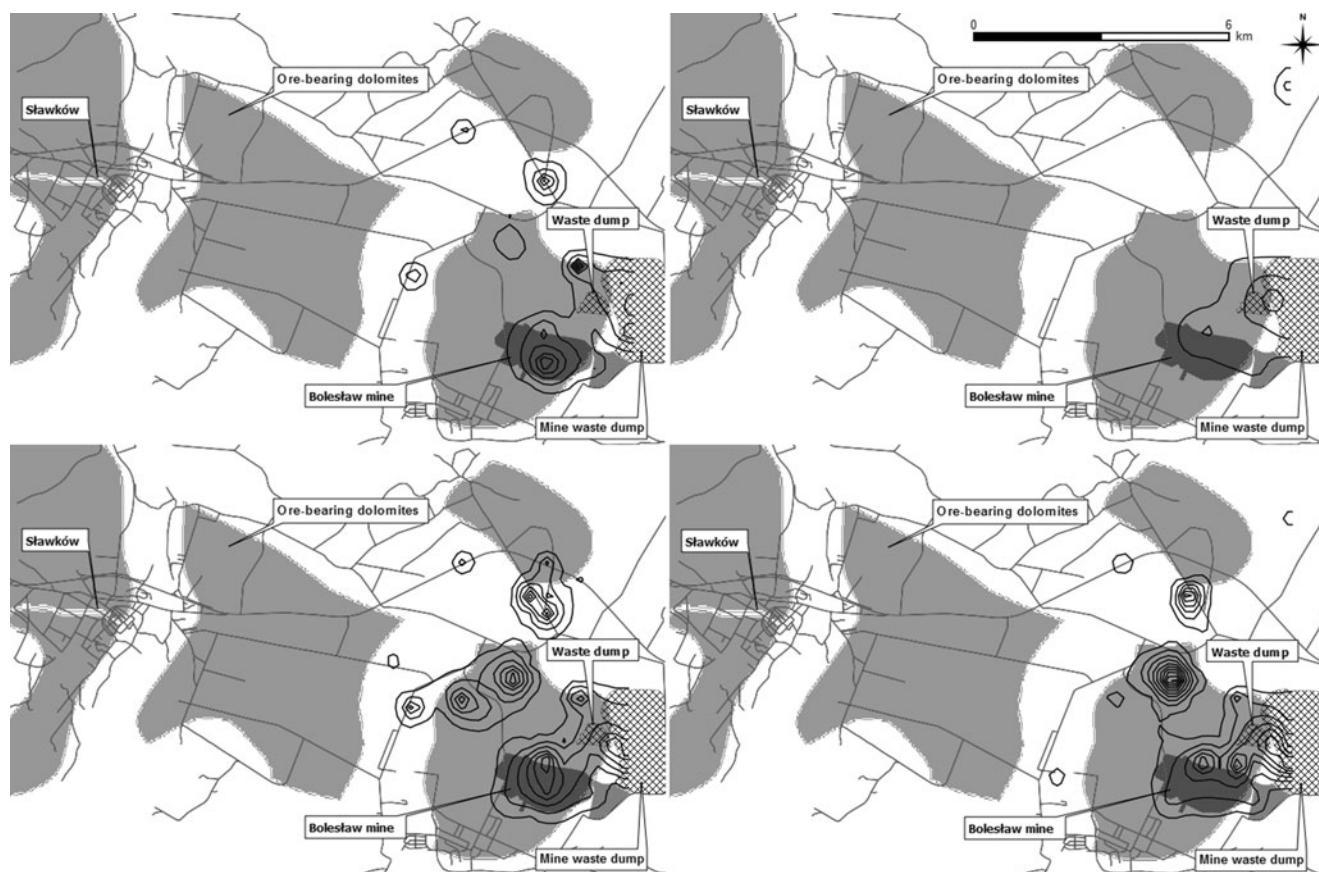 0
6
km
N
Ore-bearing dolomites
Sławków
Waste dump
Bolesław mine
Mine waste dump
Ore-bearing dolomites
Sławków
Waste dump
Bolesław mine
Mine waste dump
Ore-bearing dolomites
Sławków
Waste dump
Bolesław mine
Mine waste dump
Ore-bearing dolomites
Sławków
Waste dump
Bolesław mine
Mine waste dump